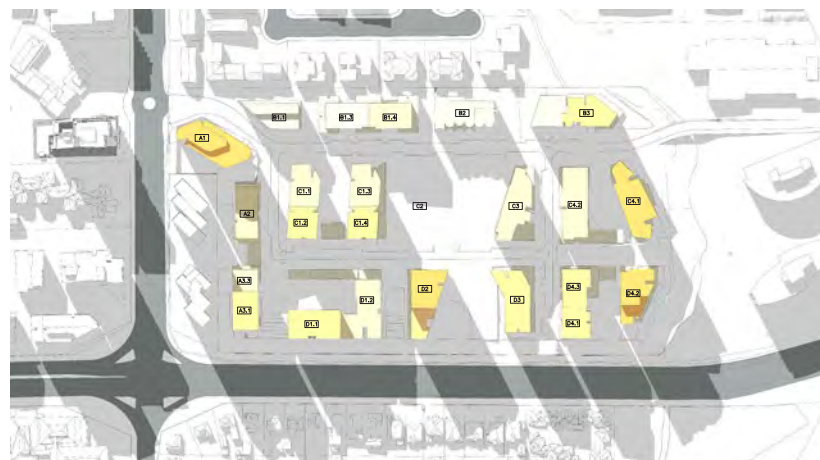 B1.1
B1.3
B1.4
B2
B3
A1
C1.1
C1.3
C1.2
C1.4
A2
C2
C3
C4.2
C4.1
A3.3
A3.1
D1.2
D1.1
D2
D3
D4.3
D4.1
D4.2